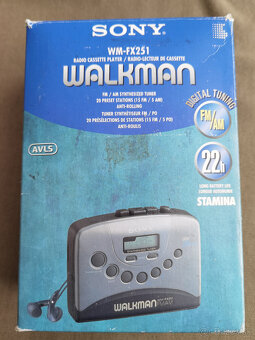 SONY
WM-FX251
RADIO CASSETTE PLAYER / RADIO-LECTEUR DE CASSETTE
WALKMAN
FM / AM SYNTHESIZED TUNER
20 PRESET STATIONS (15 FM / 5 AM)
ANTI-ROLLING
TUNER SYNTHÉTISEUR FM / PO
20 PRÉSÉLECTIONS DE STATIONS (15 FM / 5 PO)
ANTI-ROULIS
DIGITAL TUNING
FM/AM
22h
LONG BATTERY LIFE
LONGUE AUTONOMIE
STAMINA
AVLS
SONY
WALKMAN